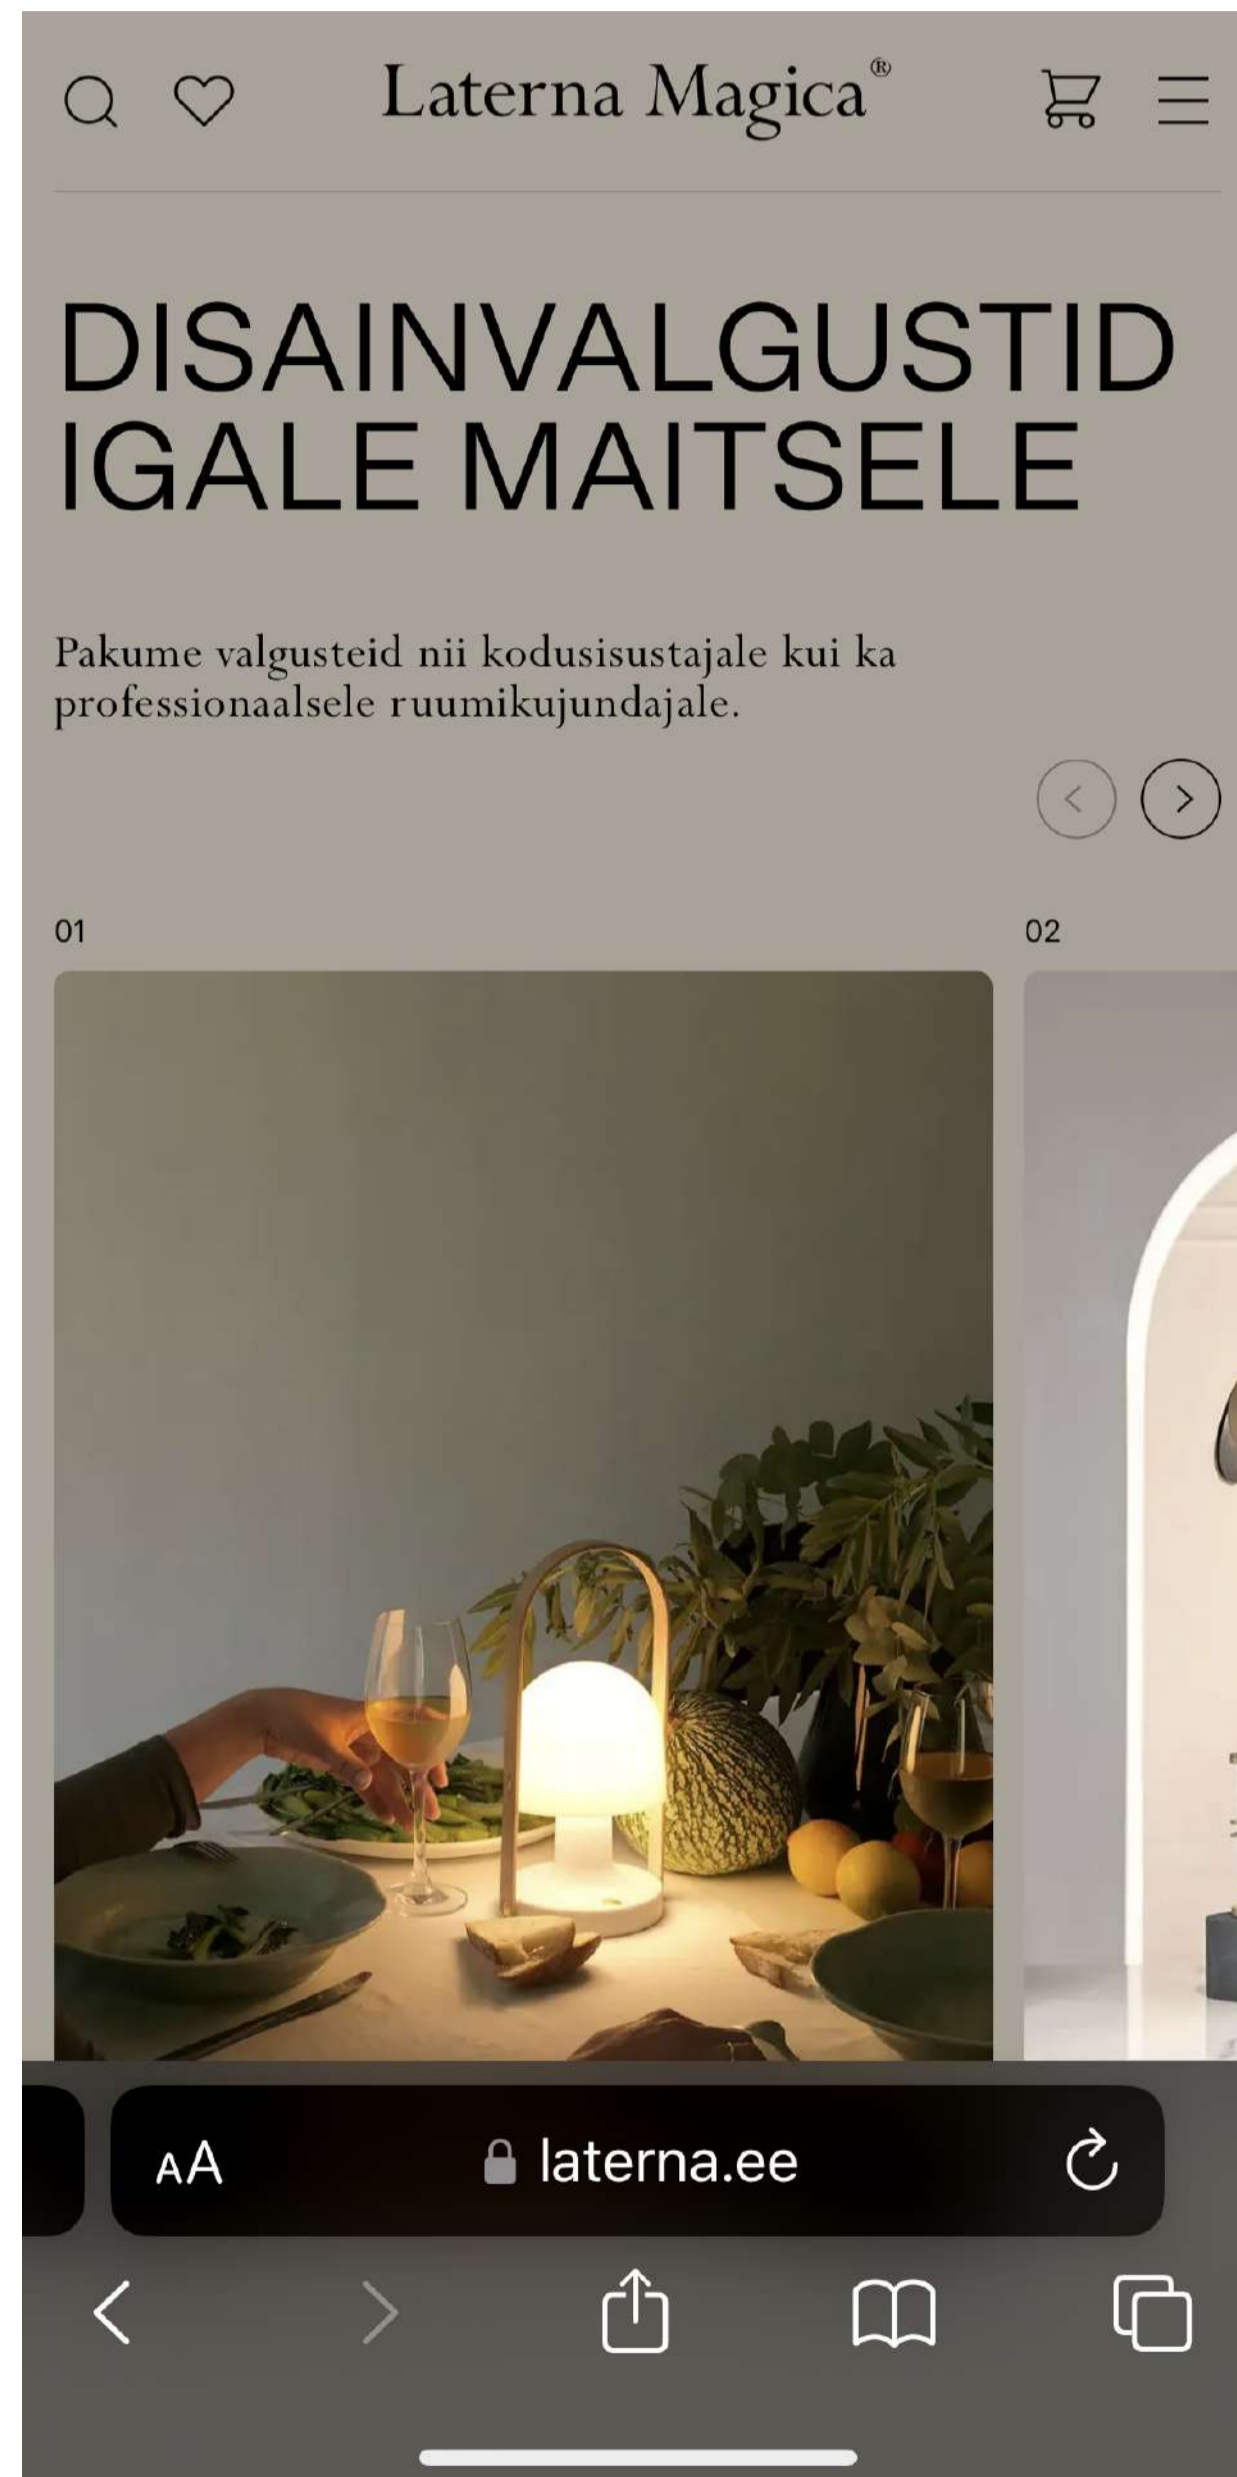 Laterna Magica®
DISAINVALGUSTID
IGALE MAITSELE
Pakume valgusteid nii kodusisustajale kui ka
professionaalsele ruumikujundajale.
01
02
AA
laterna.ee